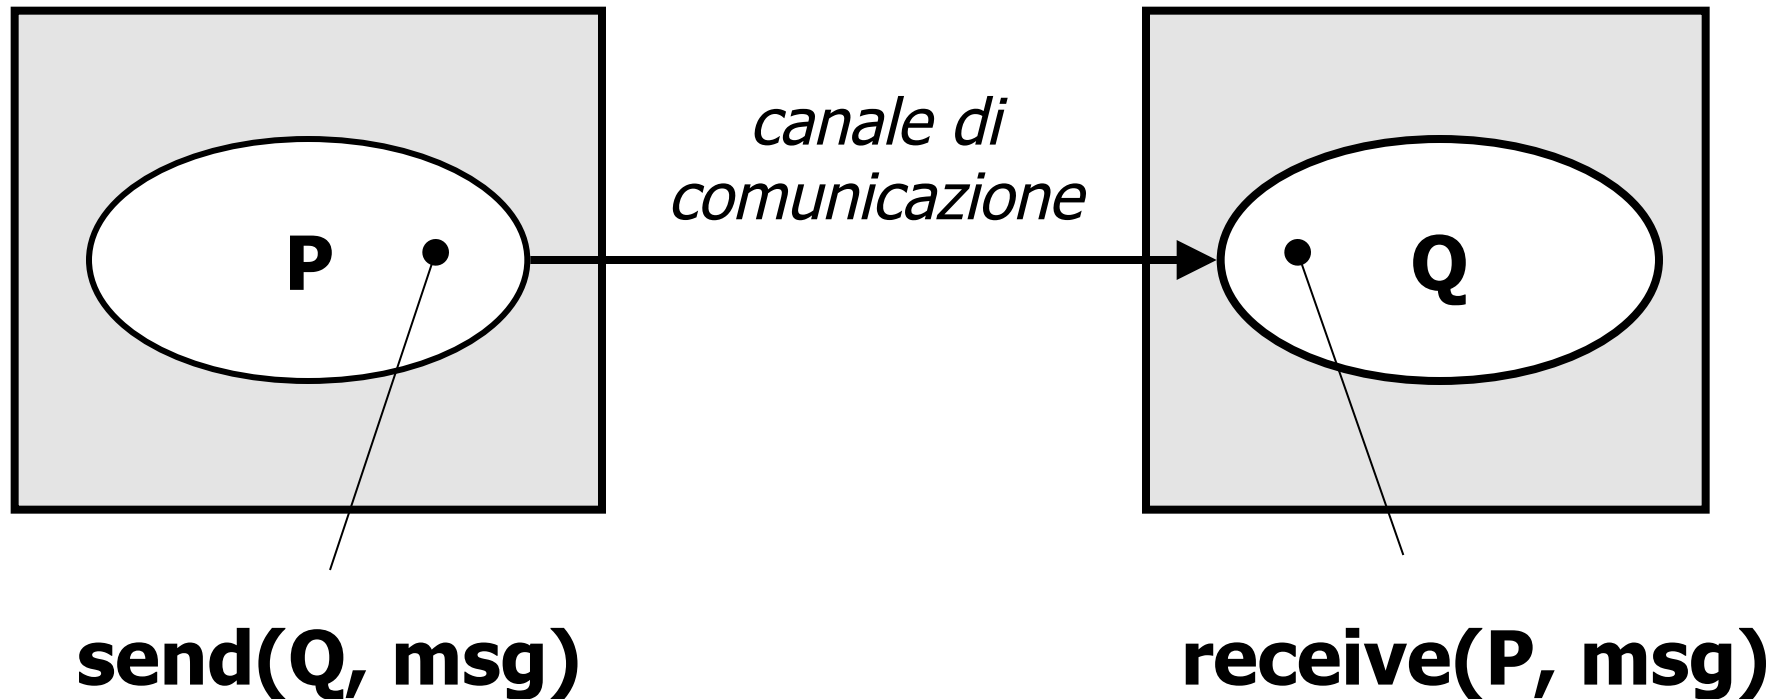 canale di
comunicazione
P
Q
send(Q, msg)
receive(P, msg)